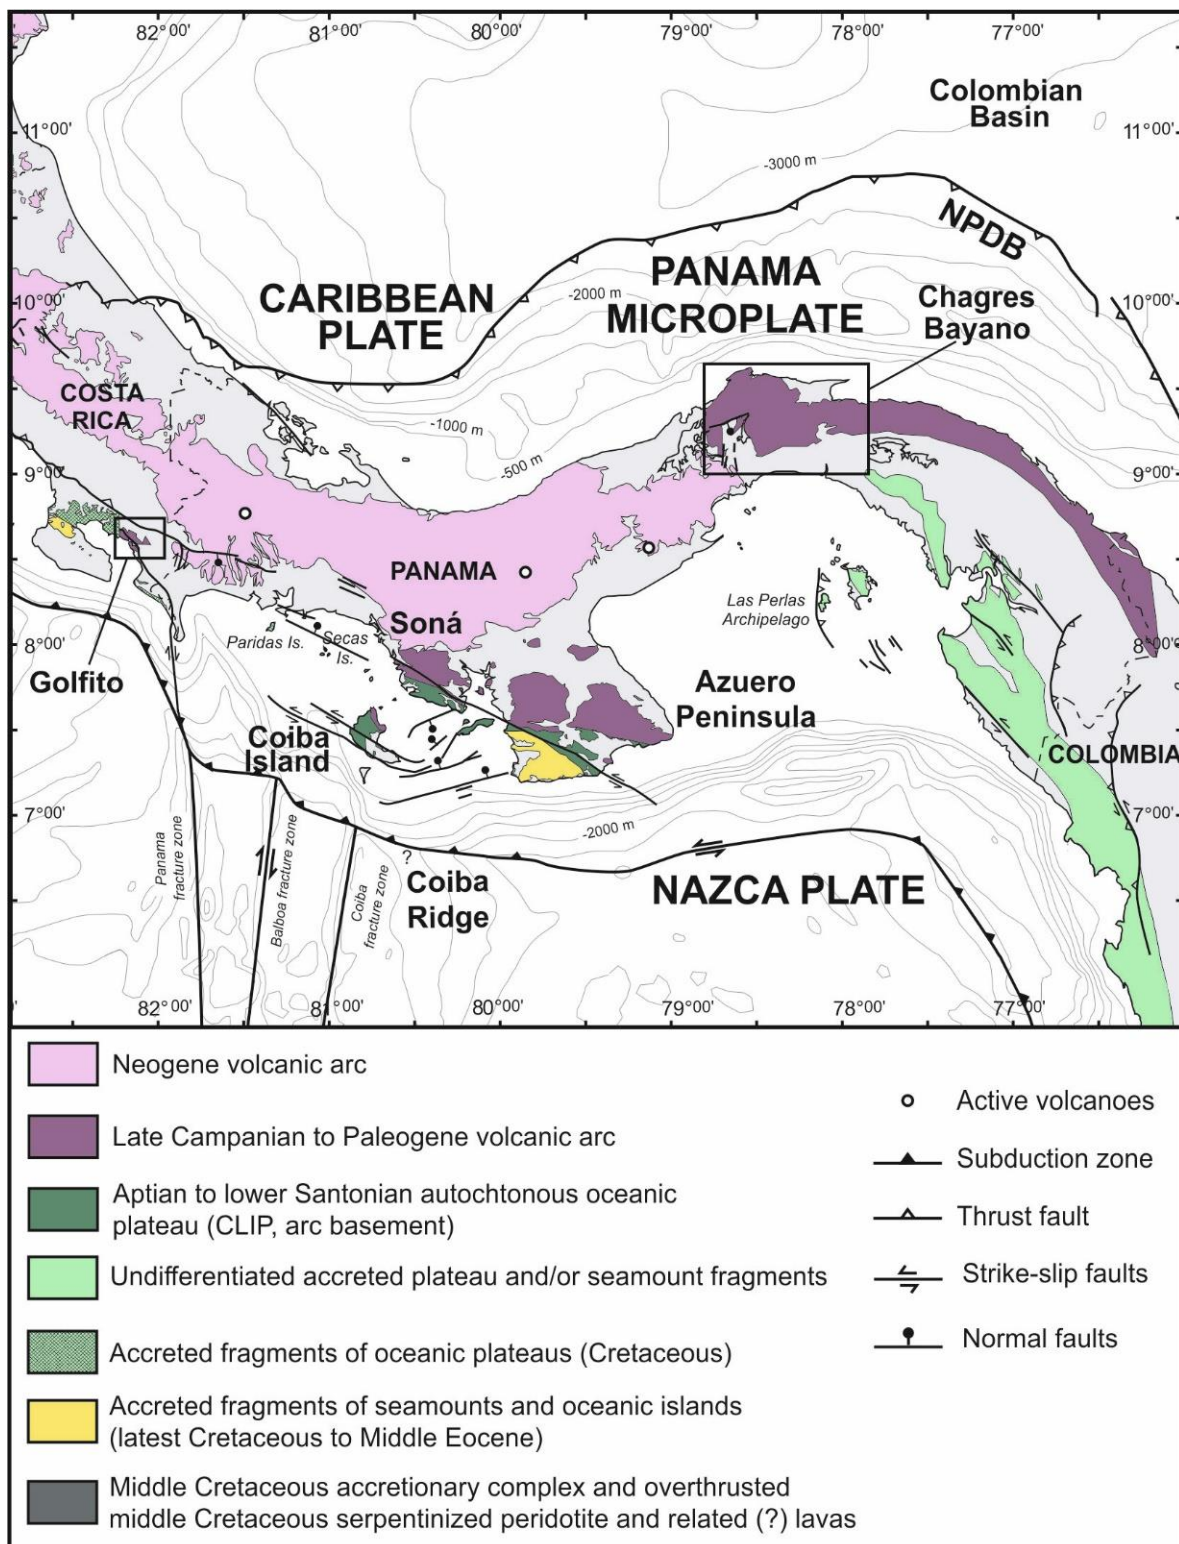 82°00' 81°00' 80°00' 79°00' 78°00' 77°00'
Colombian
Basin
11°00' 11°00'
-3000 m
NPDB
PANAMA
MICROPLATE
CARIBBEAN
PLATE
-2000 m
Chagres
Bayano
10°00' 10°00'
COSTA
RICA
-1000 m
-500 m
9°00' 9°00'
PANAMA
Soná
Paridas Is.
Secas
Is.
Las Perlas
Archipelago
8°00' 8°00'
Golfito
Azuero
Peninsula
Coiba
Island
COLOMBIA
7°00' 7°00'
-2000 m
Panama
fracture zone
Balboa fracture zone
Coiba
fracture zone
?
Coiba
Ridge
NAZCA PLATE
82°00' 81°00' 80°00' 79°00' 78°00' 77°00'
Neogene volcanic arc
Late Campanian to Paleogene volcanic arc
Aptian to lower Santonian autochtonous oceanic
plateau (CLIP, arc basement)
Undifferentiated accreted plateau and/or seamount fragments
Accreted fragments of oceanic plateaus (Cretaceous)
Accreted fragments of seamounts and oceanic islands
(latest Cretaceous to Middle Eocene)
Middle Cretaceous accretionary complex and overthrusted
middle Cretaceous serpentinized peridotite and related (?) lavas
Active volcanoes
Subduction zone
Thrust fault
Strike-slip faults
Normal faults